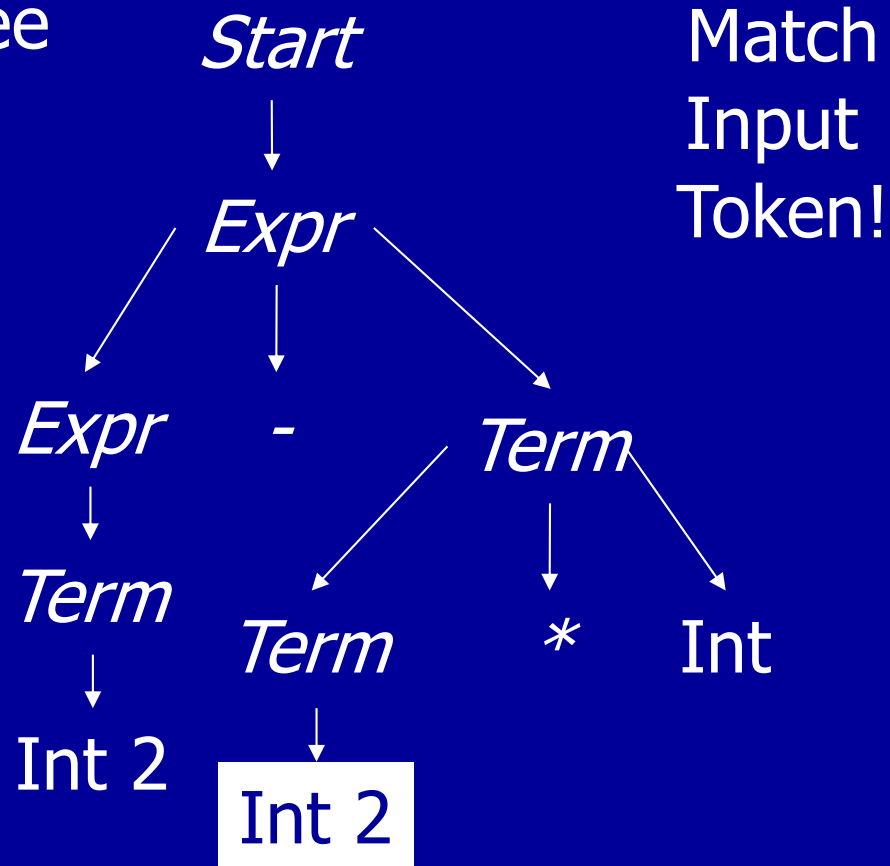 Start
Match
Input
Token!
Expr
Expr - Term
Term
Term * Int
Int 2
Int 2